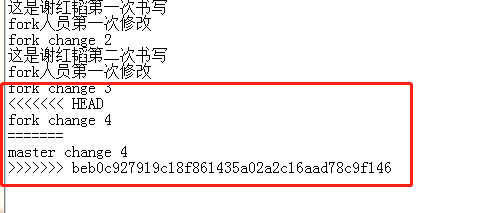 这是谢红韬第一次书写
fork人员第一次修改
fork change 2
这是谢红韬第二次书写
fork人员第一次修改
fork change 3
<<<<<<< HEAD
fork change 4
=======
master change 4
>>>>>>> beb0c927919c18f861435a02a2c16aad78c9f146